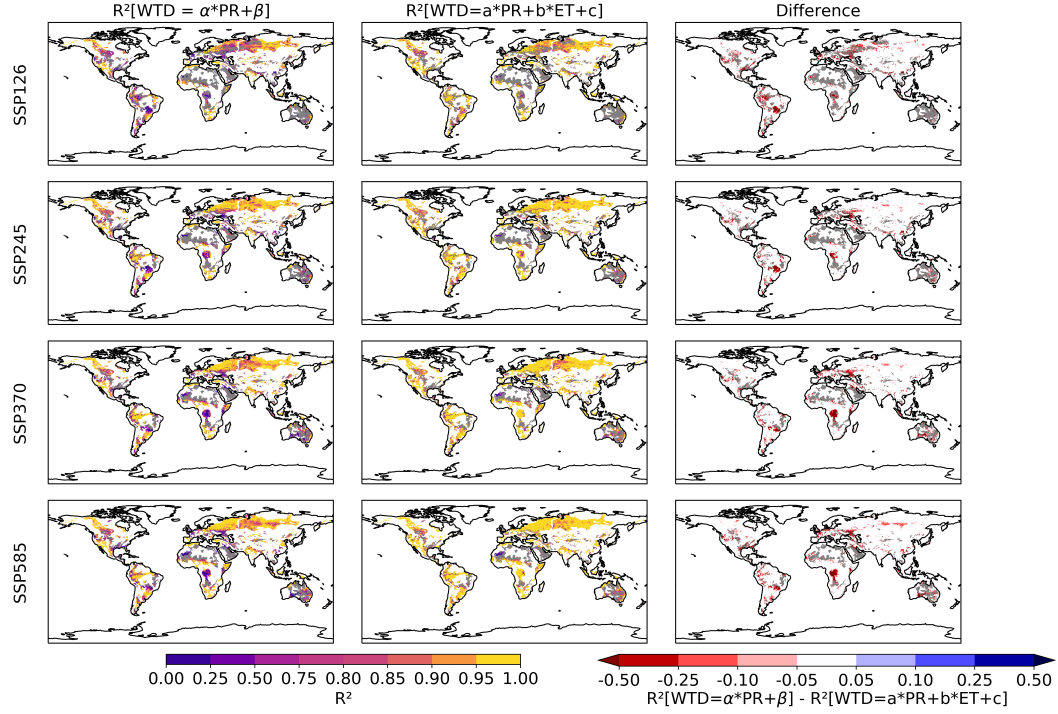 R²[WTD = α*PR+β]
R²[WTD=a*PR+b*ET+c]
Difference
SSP126
SSP245
SSP370
SSP585
0.00 0.25 0.50 0.75 0.80 0.85 0.90 0.95 1.00
R²
-0.50 -0.25 -0.10 -0.05 0.05 0.10 0.25 0.50
R²[WTD=α*PR+β] - R²[WTD=a*PR+b*ET+c]